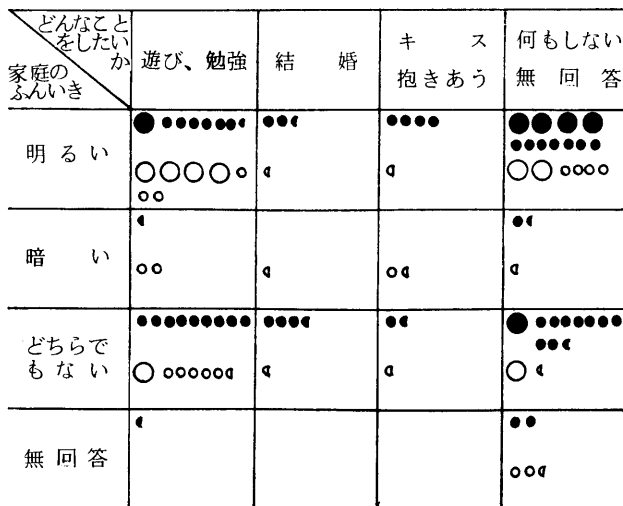 どんなこと
をしたい
か
家庭の
ふんいき
遊び、勉強
結婚
キス
抱きあう
何もしない
無回答
明るい
暗い
どちらで
もない
無回答